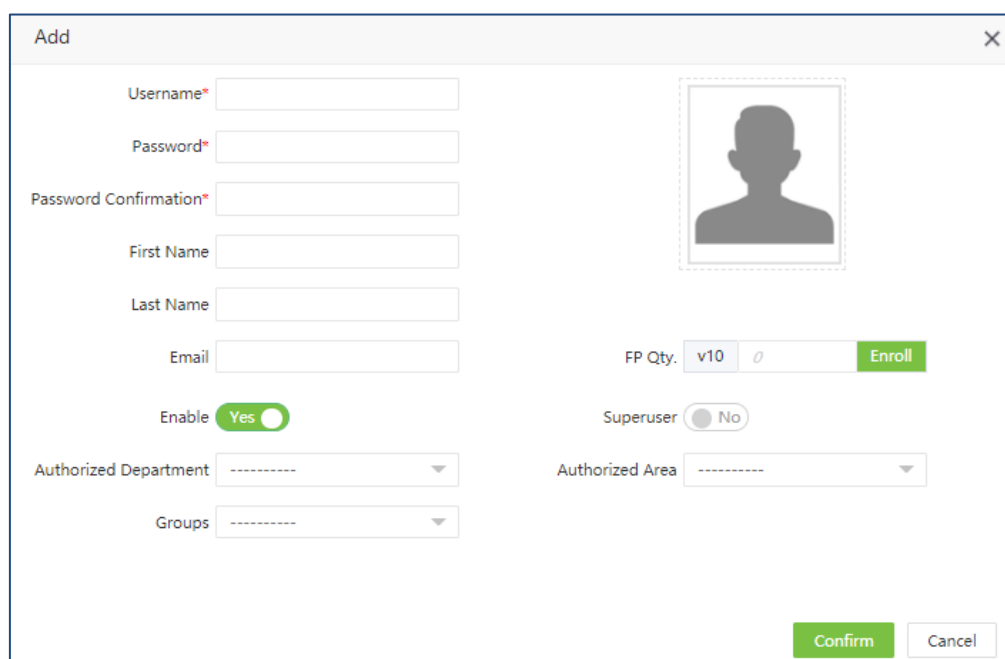 Add
Username*
Password*
Password Confirmation*
First Name
Last Name
Email
FP Qty. v10 0 Enroll
Enable Yes
Superuser No
Authorized Department ----------
Authorized Area ----------
Groups ----------
Confirm Cancel